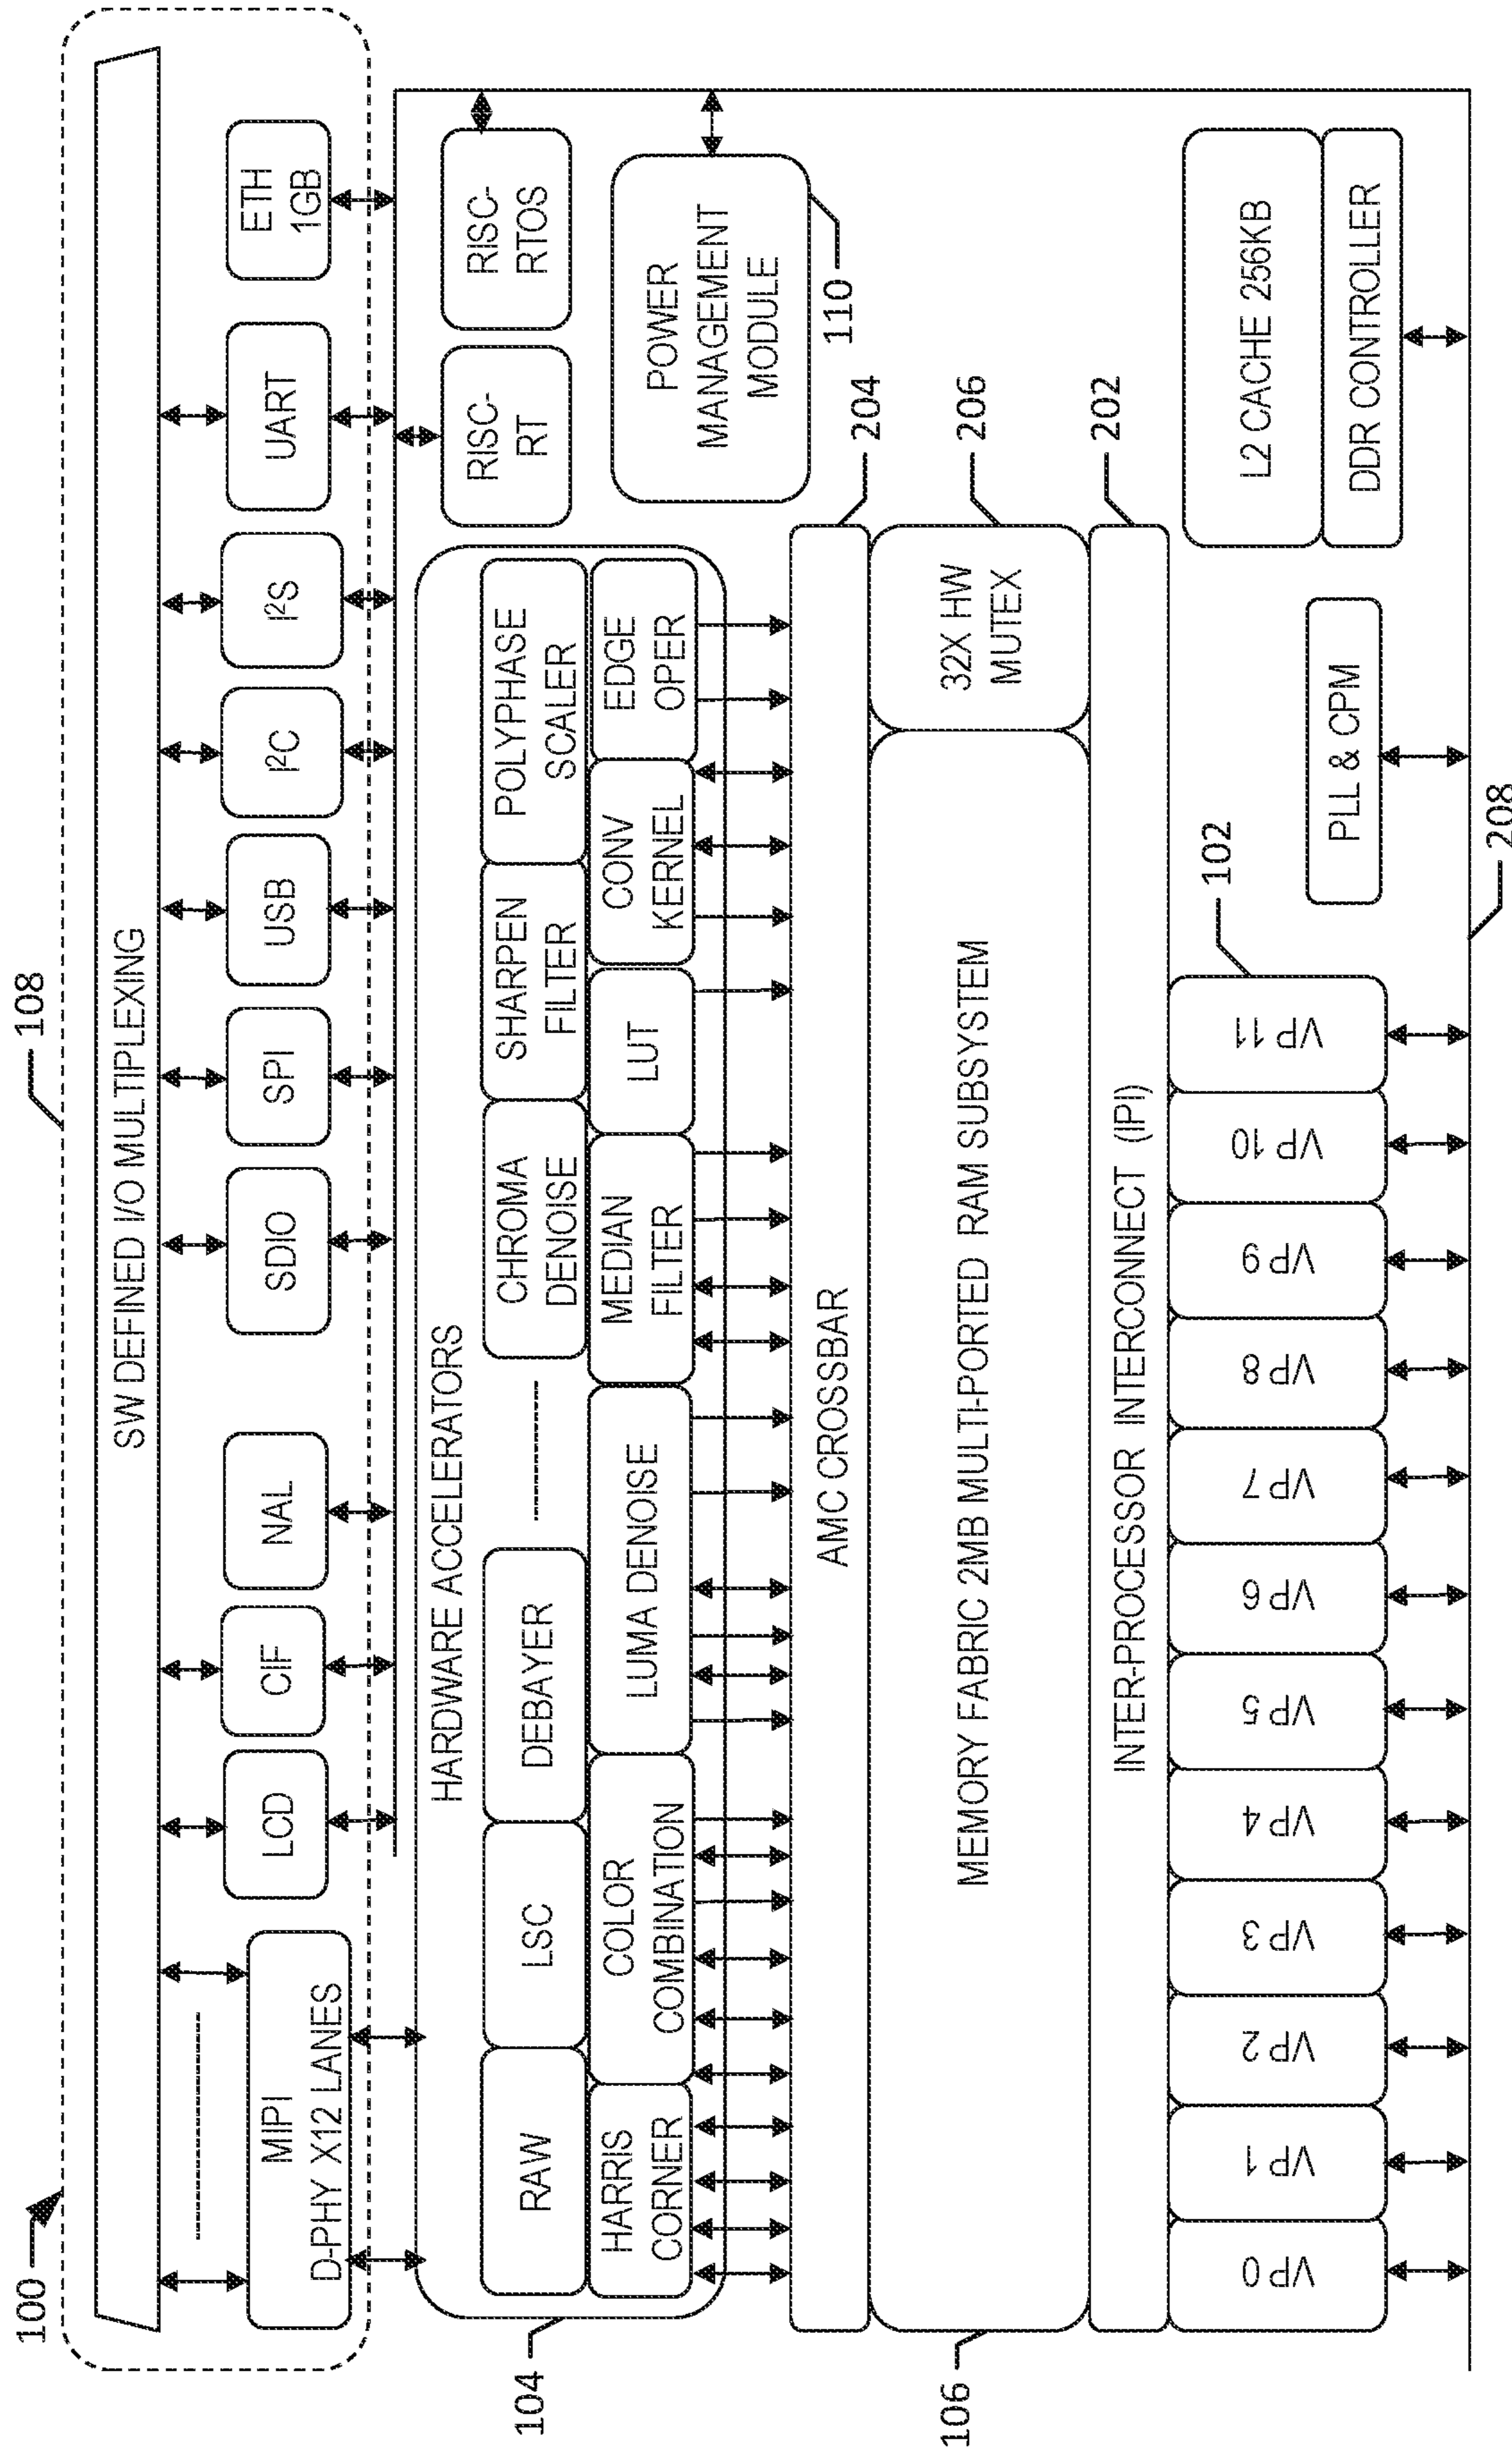 100
108
SW DEFINED I/O MULTIPLEXING
MIPI
D-PHY X12 LANES
LCD
CIF
NAL
SDIO
SPI
USB
I²C
I²S
UART
ETH
1GB
104
HARDWARE ACCELERATORS
RAW
LSC
DEBAYER
CHROMA
DENOISE
SHARPEN
FILTER
POLYPHASE
SCALER
HARRIS
CORNER
COLOR
COMBINATION
LUMA DENOISE
MEDIAN
FILTER
LUT
CONV
KERNEL
EDGE
OPER
RISC-
RT
RISC-
RTOS
POWER
MANAGEMENT
MODULE
110
AMC CROSSBAR
204
106
MEMORY FABRIC 2MB MULTI-PORTED RAM SUBSYSTEM
32X HW
MUTEX
206
INTER-PROCESSOR INTERCONNECT (IPI)
202
VP 0
VP 1
VP 2
VP 3
VP 4
VP 5
VP 6
VP 7
VP 8
VP 9
VP 10
VP 11
102
PLL & CPM
L2 CACHE 256KB
DDR CONTROLLER
208